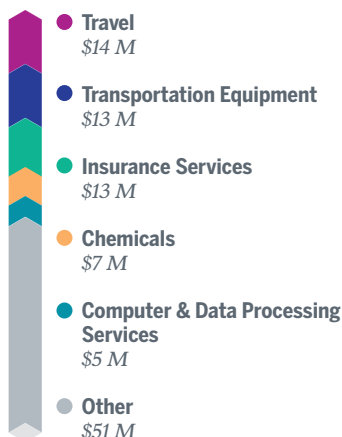 Travel
$14 M
Transportation Equipment
$13 M
Insurance Services
$13 M
Chemicals
$7 M
Computer & Data Processing
Services
$5 M
Other
$51 M